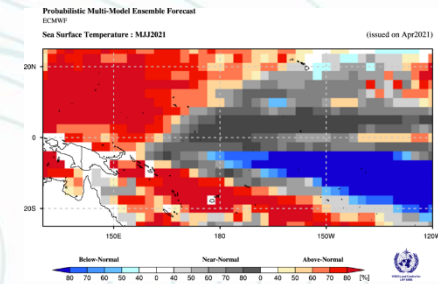 Probabilistic Multi-Model Ensemble Forecast
ECMWF
Sea Surface Temperature : MJJ2021 (issued on Apr2021)
20N
0
20S
150E 180 150W 120W
Below-Normal Near-Normal Above-Normal
80 70 60 50 40 0 40 50 60 70 80 0 40 50 60 70 80 [%]